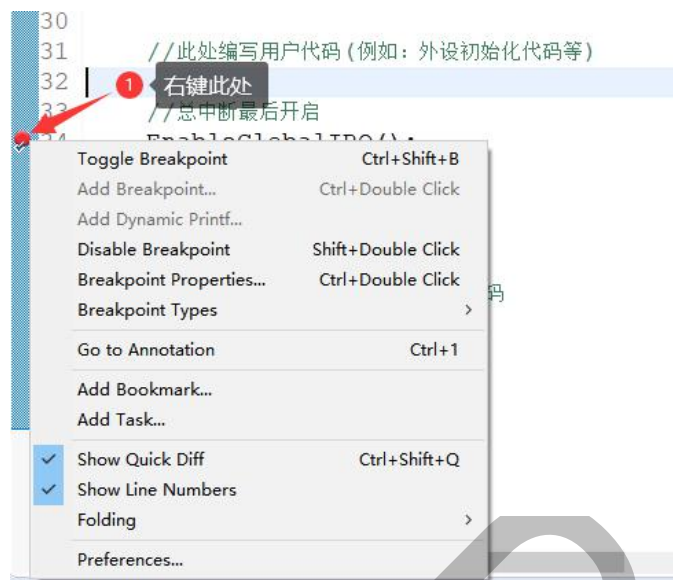 30
31 //此处编写用户代码(例如：外设初始化代码等)
32
1 右键此处
33 //总中断最后开启
34 EnableGlobalIRQ();
Toggle Breakpoint Ctrl+Shift+B
Add Breakpoint... Ctrl+Double Click
Add Dynamic Printf...
Disable Breakpoint Shift+Double Click
Breakpoint Properties... Ctrl+Double Click
码
Breakpoint Types >
Go to Annotation Ctrl+1
Add Bookmark...
Add Task...
Show Quick Diff Ctrl+Shift+Q
Show Line Numbers
Folding >
Preferences...